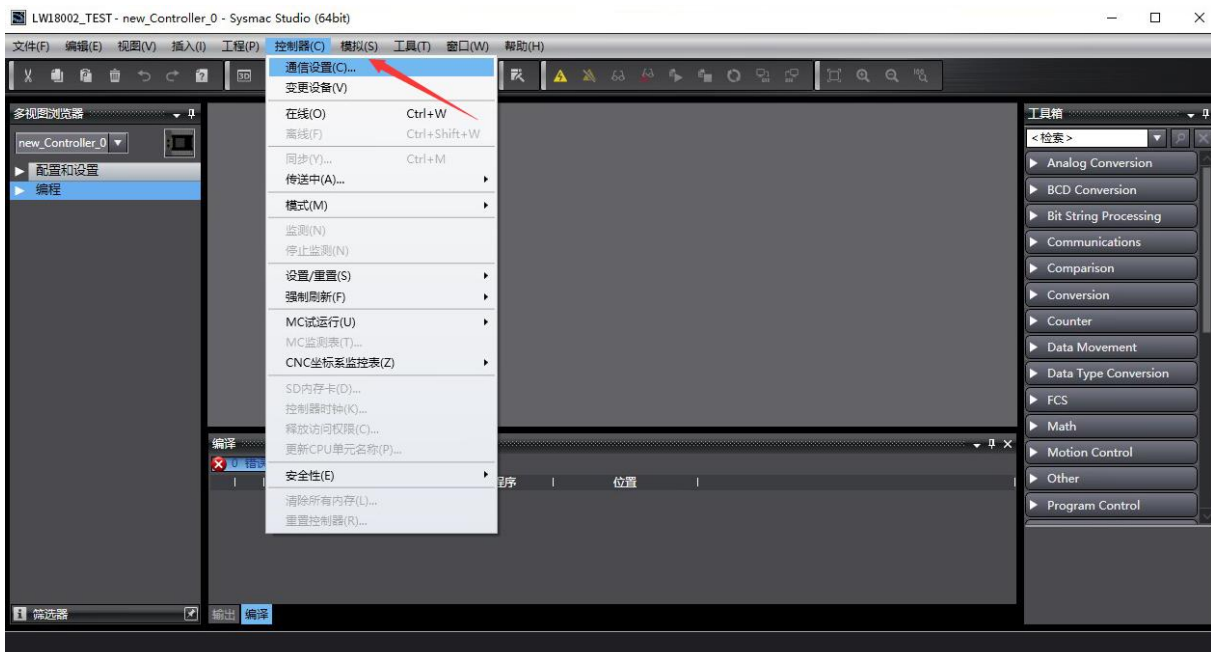 LW18002_TEST - new_Controller_0 - Sysmac Studio (64bit)
文件(F) 编辑(E) 视图(V) 插入(I) 工程(P) 控制器(C) 模拟(S) 工具(T) 窗口(W) 帮助(H)
通信设置(C)...
变更设备(V)
在线(O) Ctrl+W
离线(F) Ctrl+Shift+W
同步(Y)... Ctrl+M
传送中(A)...
模式(M)
监测(N)
停止监测(N)
设置/重置(S)
强制刷新(F)
MC试运行(U)
MC监测表(T)...
CNC坐标系监控表(Z)
SD内存卡(D)...
控制器时钟(K)...
释放访问权限(C)...
更新CPU单元名称(P)...
安全性(E)
清除所有内存(L)...
重置控制器(R)...
3D
多视图浏览器
new_Controller_0
配置和设置
编程
筛选器
编译
0 错误
程序 位置
输出 编译
工具箱
<检索>
Analog Conversion
BCD Conversion
Bit String Processing
Communications
Comparison
Conversion
Counter
Data Movement
Data Type Conversion
FCS
Math
Motion Control
Other
Program Control